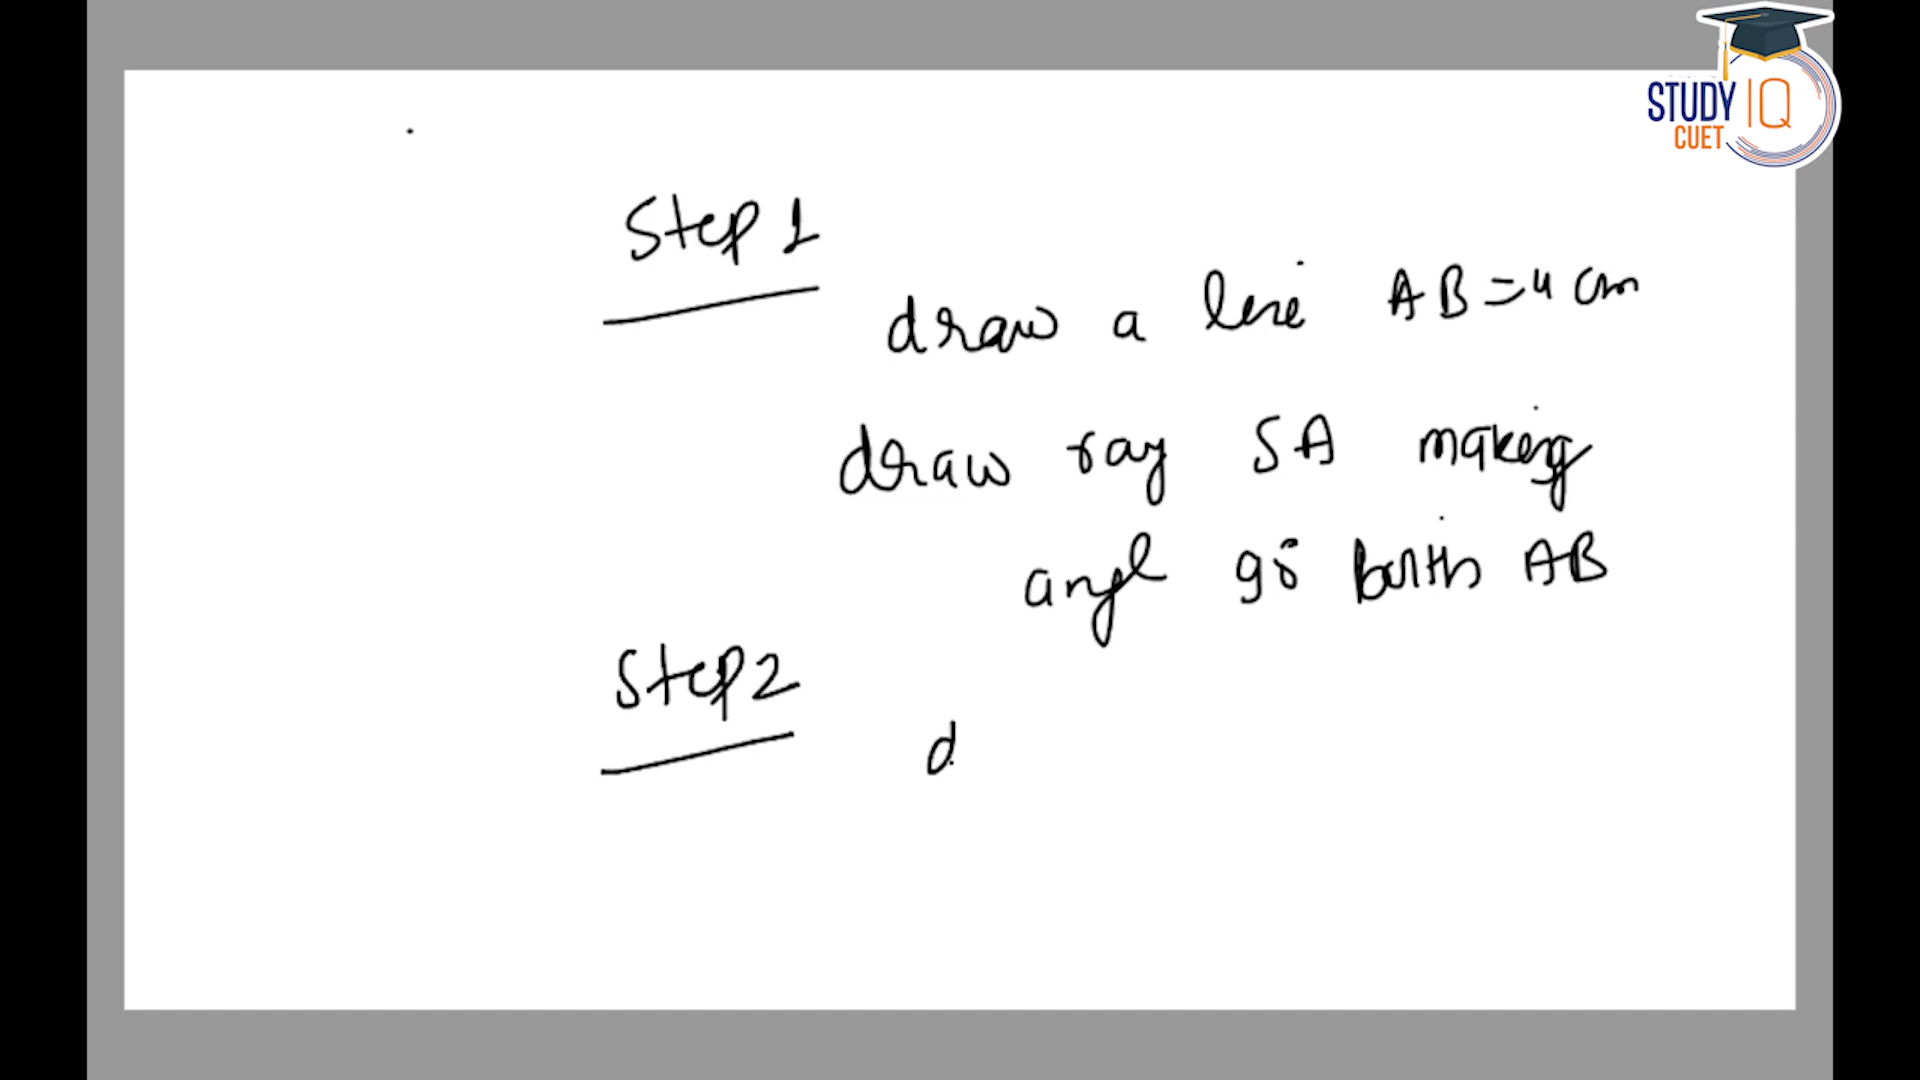 STUDY IQ
CUET
Step 1
draw a line AB=4 cm
draw ray SA making
angl 90° with AB
Step 2
d